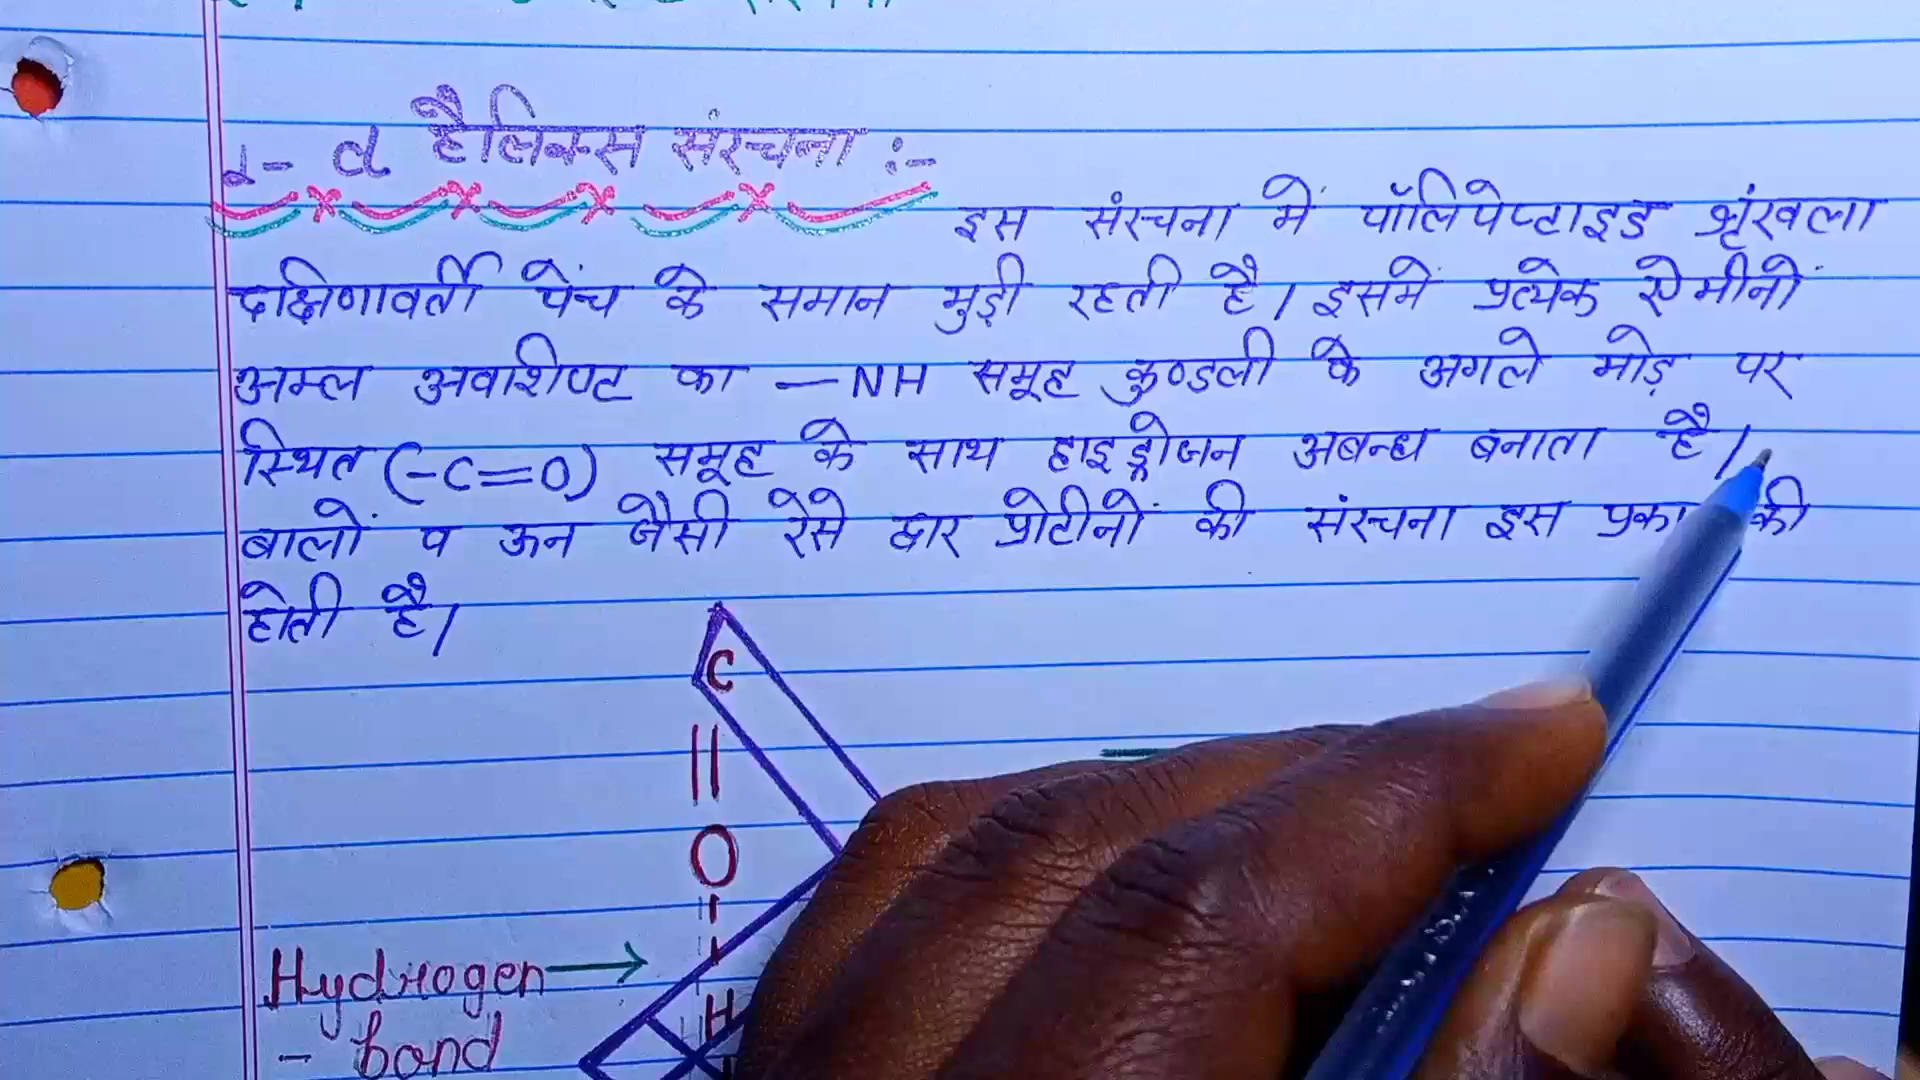 1- α हैलिक्स संरचना :-
इस संरचना में पॉलिपेप्टाइड श्रृंखला
दक्षिणावर्ती पेंच के समान मुड़ी रहती है। इसमें प्रत्येक ऐमीनों
अम्ल अवशिष्ट का —NH समूह कुण्डली के अगले मोड़ पर
स्थित (-C=O) समूह के साथ हाइड्रोजन अबन्ध बनाता है।
बालों व ऊन जैसी रेसे द्वार प्रोटीनों की संरचना इस की
होती है।
C
||
O
H
Hydrogen →
- bond